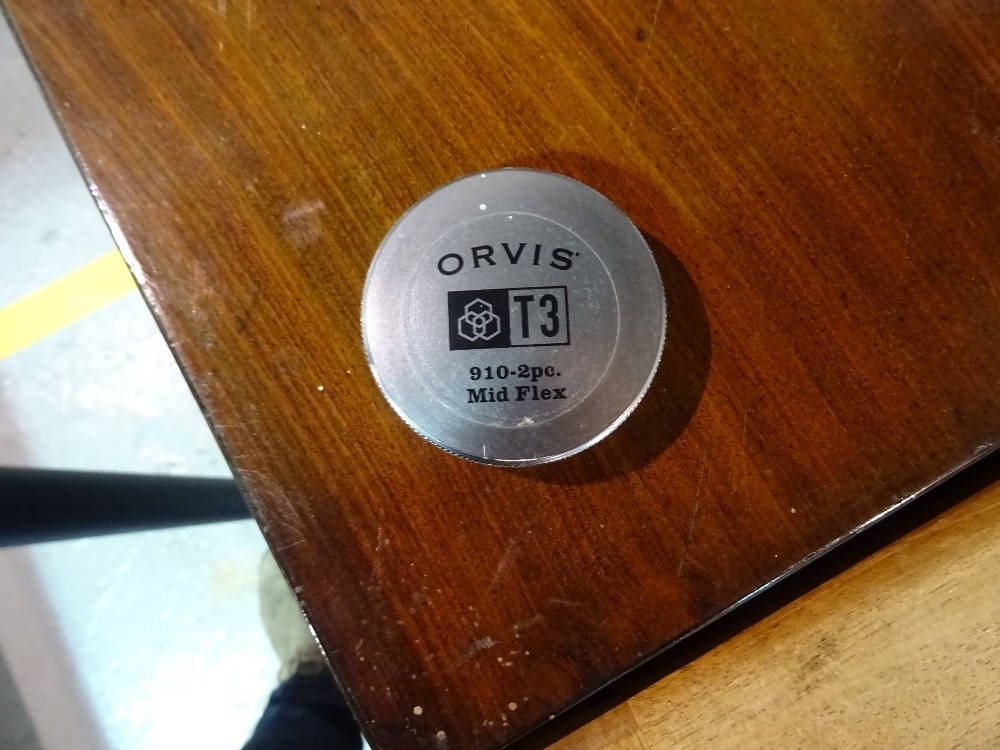 ORVIS
T3
910-2pc.
Mid Flex